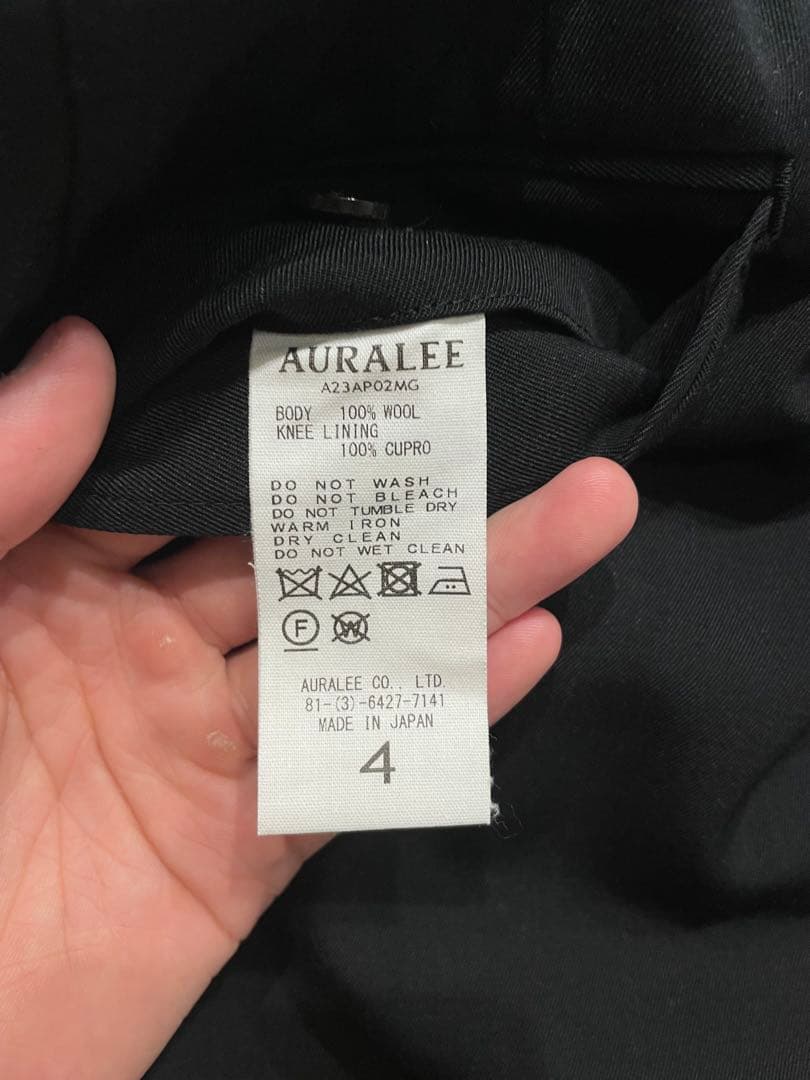 AURALEE
A23AP02MG
BODY 100% WOOL
KNEE LINING
100% CUPRO
DO NOT WASH
DO NOT BLEACH
DO NOT TUMBLE DRY
WARM IRON
DRY CLEAN
DO NOT WET CLEAN
F W
AURALEE CO., LTD.
81-(3)-6427-7141
MADE IN JAPAN
4